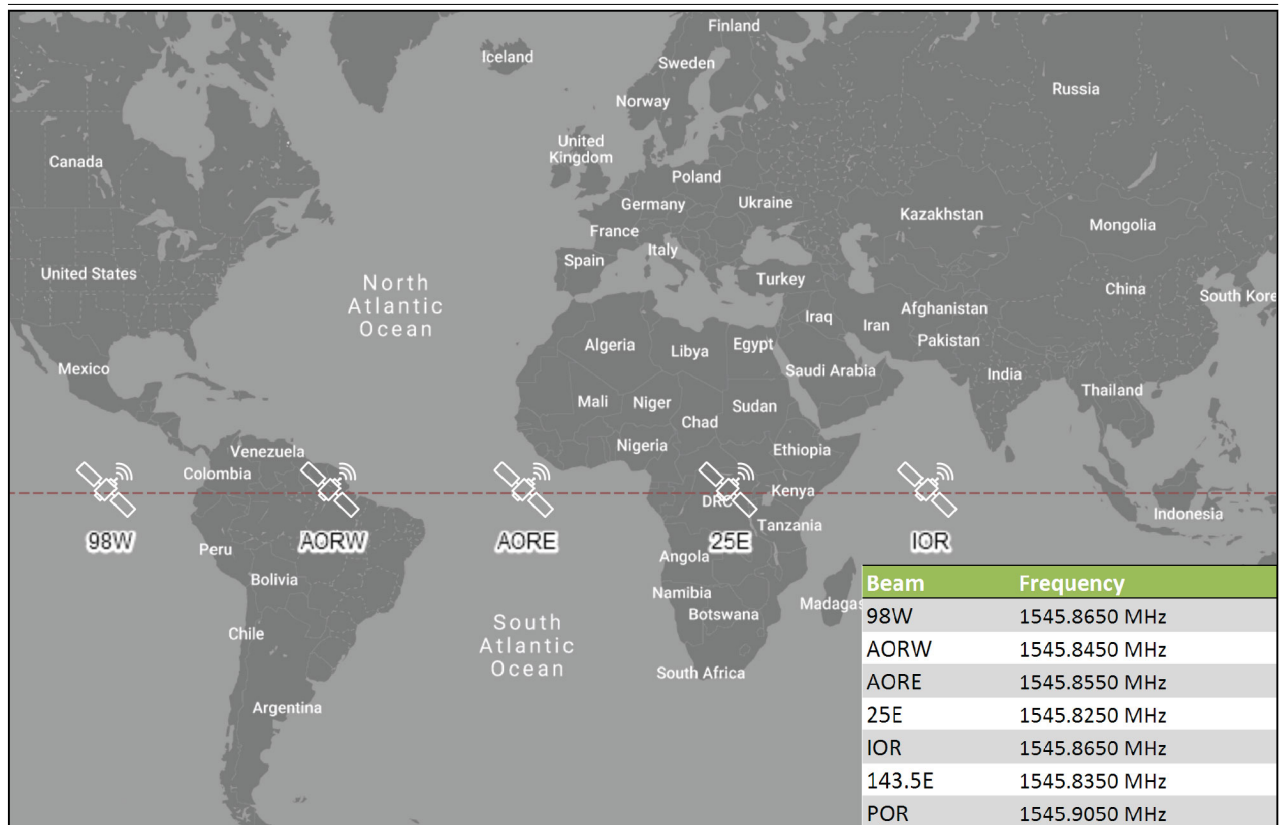 Finland
Iceland
Sweden
Russia
Norway
United
Kingdom
Canada
Poland
Germany
Ukraine
Kazakhstan
Mongolia
France
Italy
Spain
United States
Turkey
North
Atlantic
Ocean
China
South Kore
Afghanistan
Iraq
Iran
Pakistan
Algeria
Libya
Egypt
Mexico
Saudi Arabia
India
Thailand
Mali
Niger
Sudan
Chad
Nigeria
Ethiopia
Venezuela
Colombia
DRC
Kenya
Indonesia
Tanzania
98W
AORW
AORE
25E
IOR
Peru
Angola
Bolivia
Namibia
Botswana
Madagas
Chile
South
Atlantic
Ocean
South Africa
Argentina
Beam Frequency
98W 1545.8650 MHz
AORW 1545.8450 MHz
AORE 1545.8550 MHz
25E 1545.8250 MHz
IOR 1545.8650 MHz
143.5E 1545.8350 MHz
POR 1545.9050 MHz